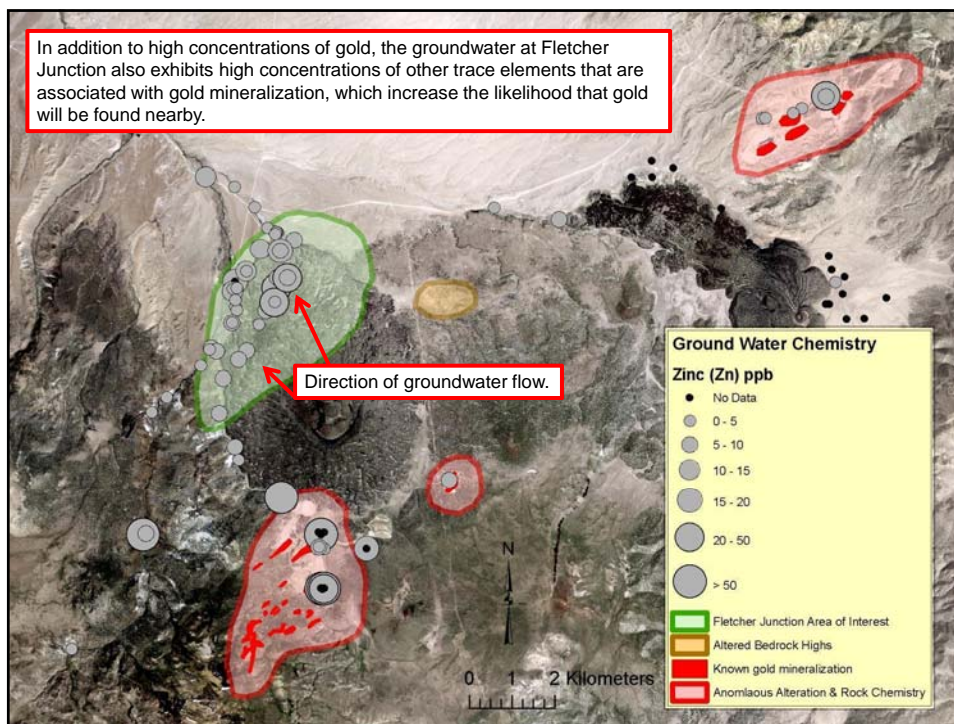 In addition to high concentrations of gold, the groundwater at Fletcher
Junction also exhibits high concentrations of other trace elements that are
associated with gold mineralization, which increase the likelihood that gold
will be found nearby.
Direction of groundwater flow.
Ground Water Chemistry
Zinc (Zn) ppb
No Data
0 - 5
5 - 10
10 - 15
15 - 20
20 - 50
> 50
Fletcher Junction Area of Interest
Altered Bedrock Highs
Known gold mineralization
Anomlaous Alteration & Rock Chemistry
N
0 1 2 Kilometers